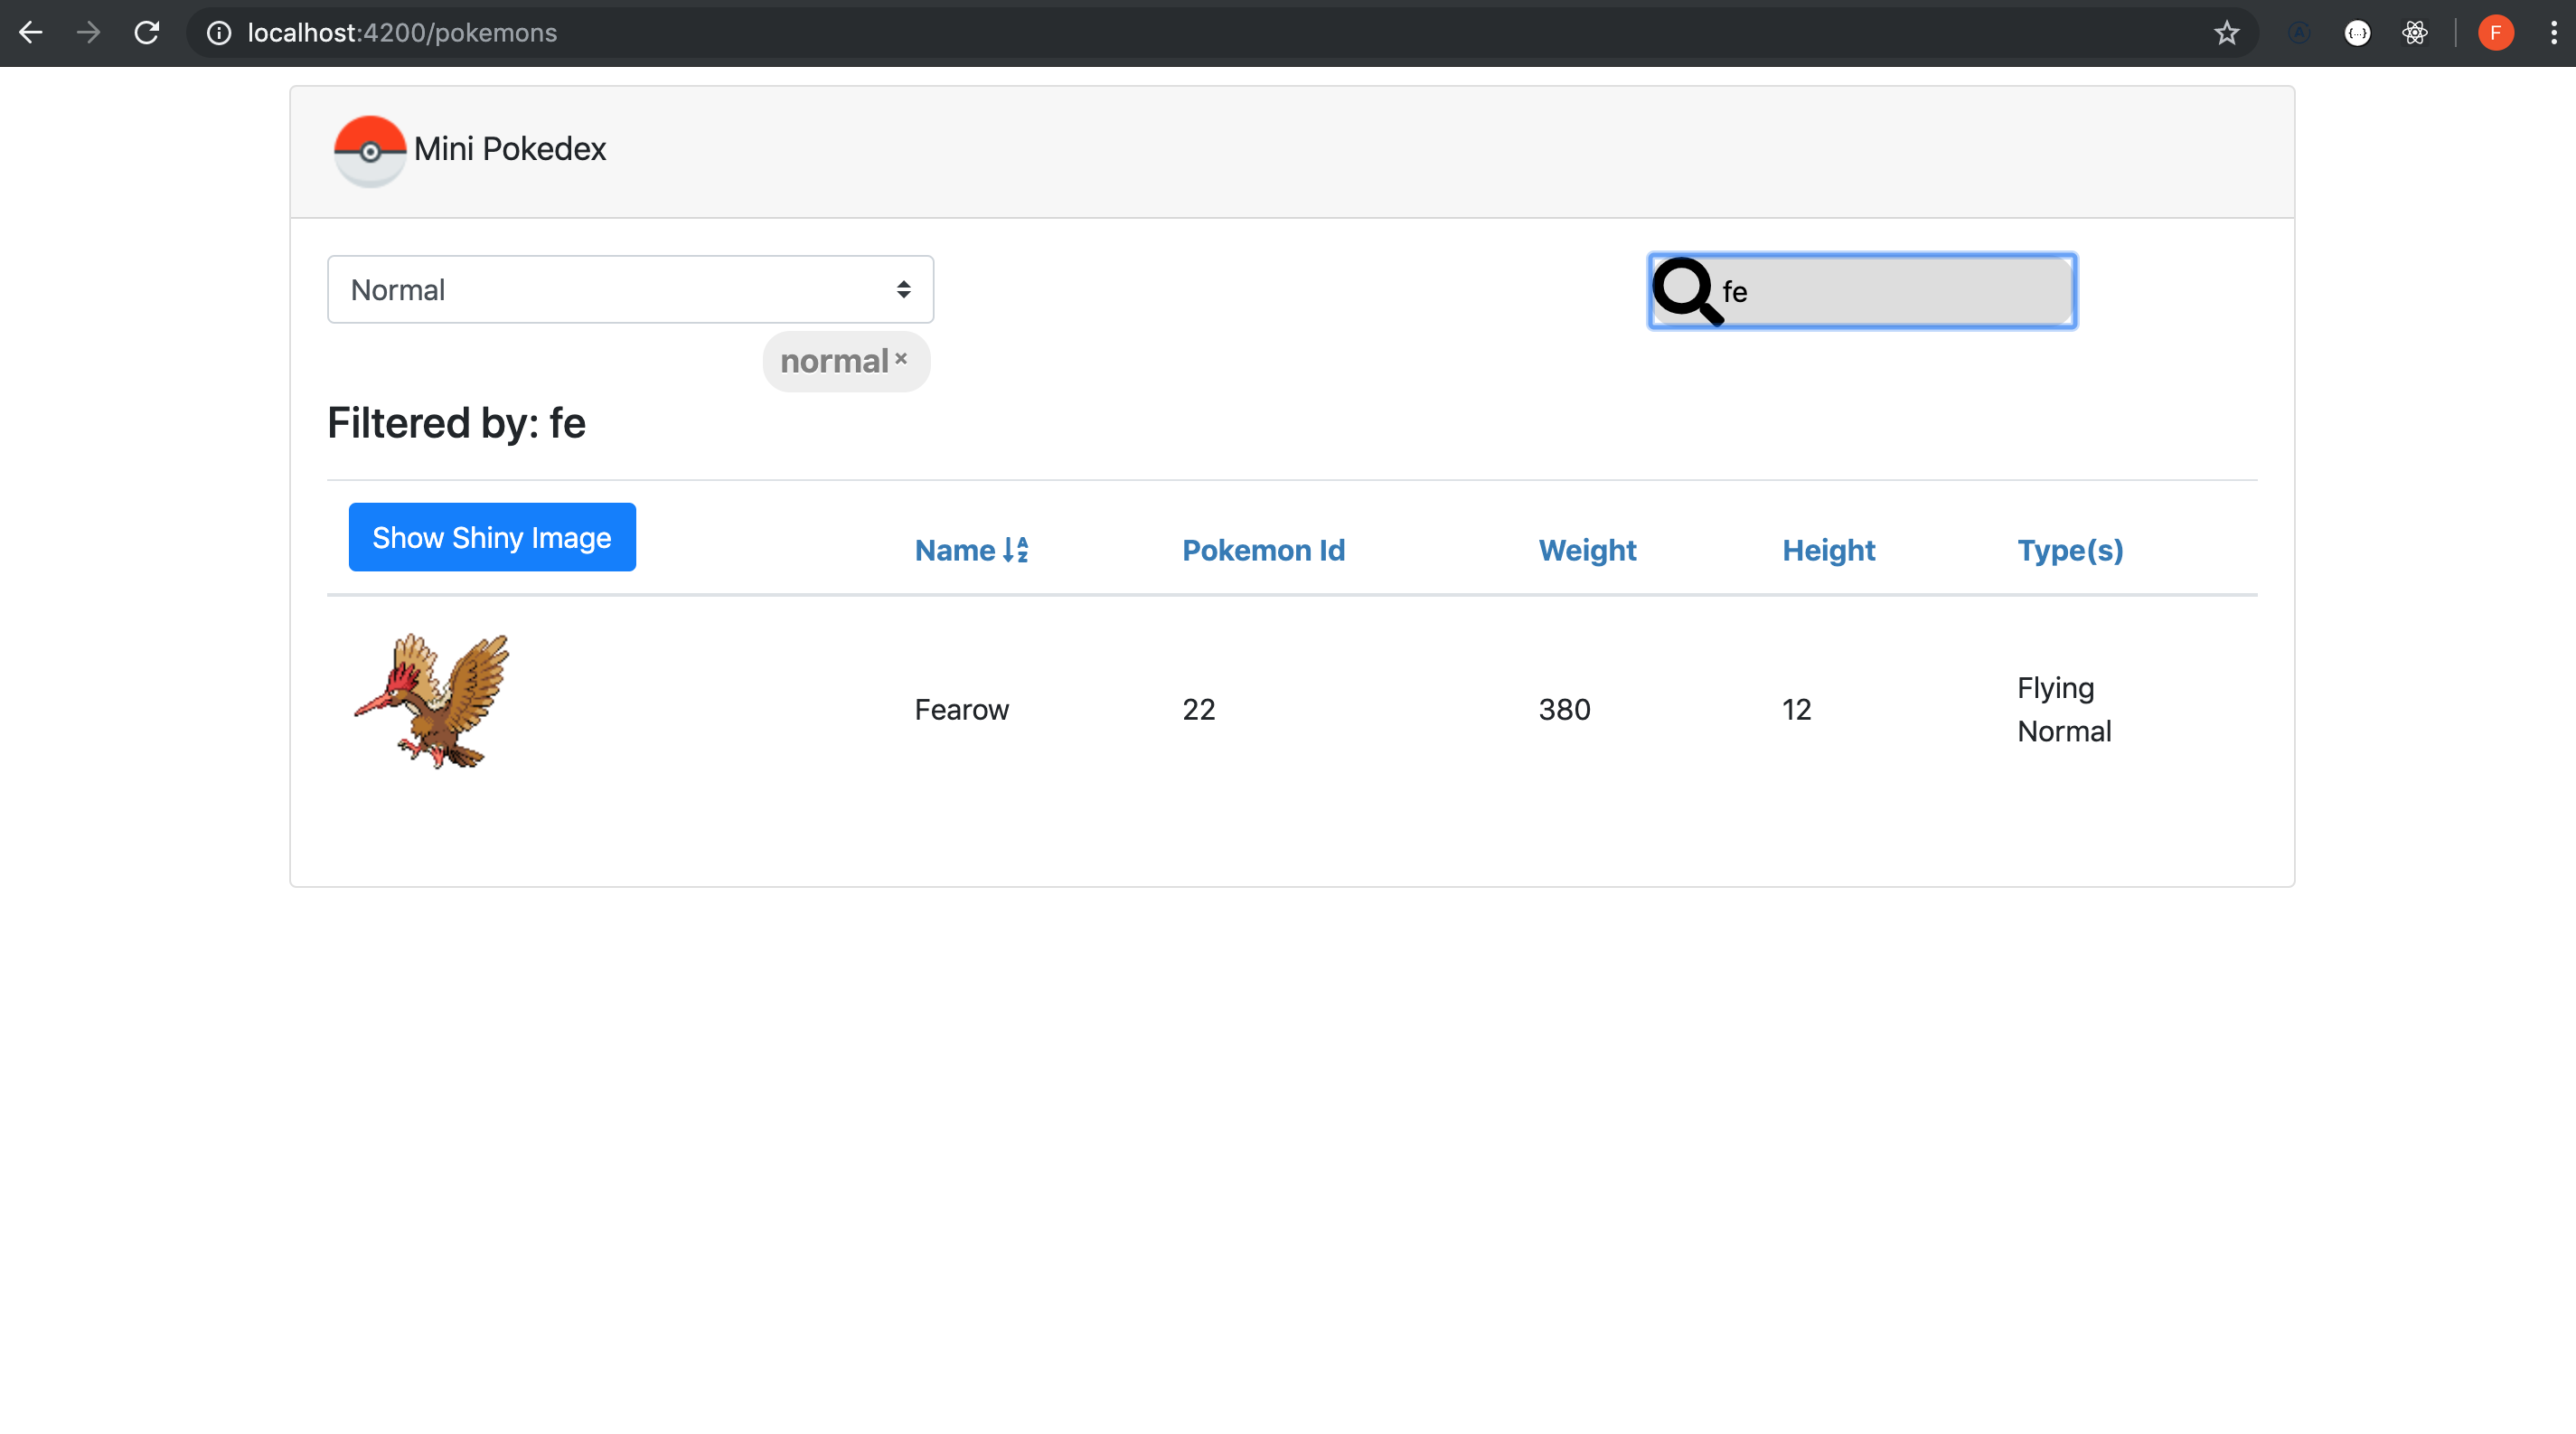 localhost:4200/pokemons
F
Mini Pokedex
Normal
fe
normal ×
Filtered by: fe
Show Shiny Image
Name
Pokemon Id
Weight
Height
Type(s)
Fearow
22
380
12
Flying
Normal